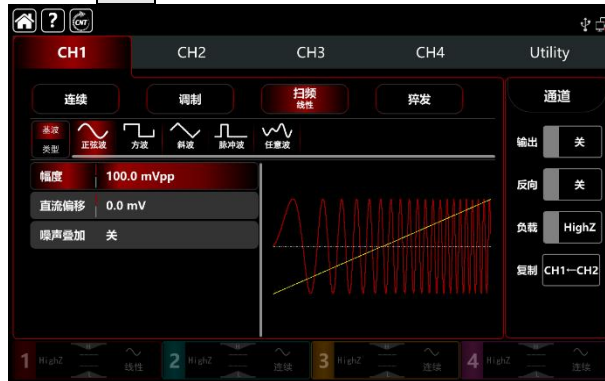 ? CNT
CH1 CH2 CH3 CH4 Utility
连续 调制 扫频 猝发 通道
线性
基波
类型 正弦波 方波 斜波 脉冲波 任意波
输出 关
幅度 100.0 mVpp
反向 关
直流偏移 0.0 mV
负载 HighZ
噪声叠加 关
复制 CH1←CH2
1 HighZ 线性 2 HighZ 连续 3 HighZ 连续 4 HighZ 连续